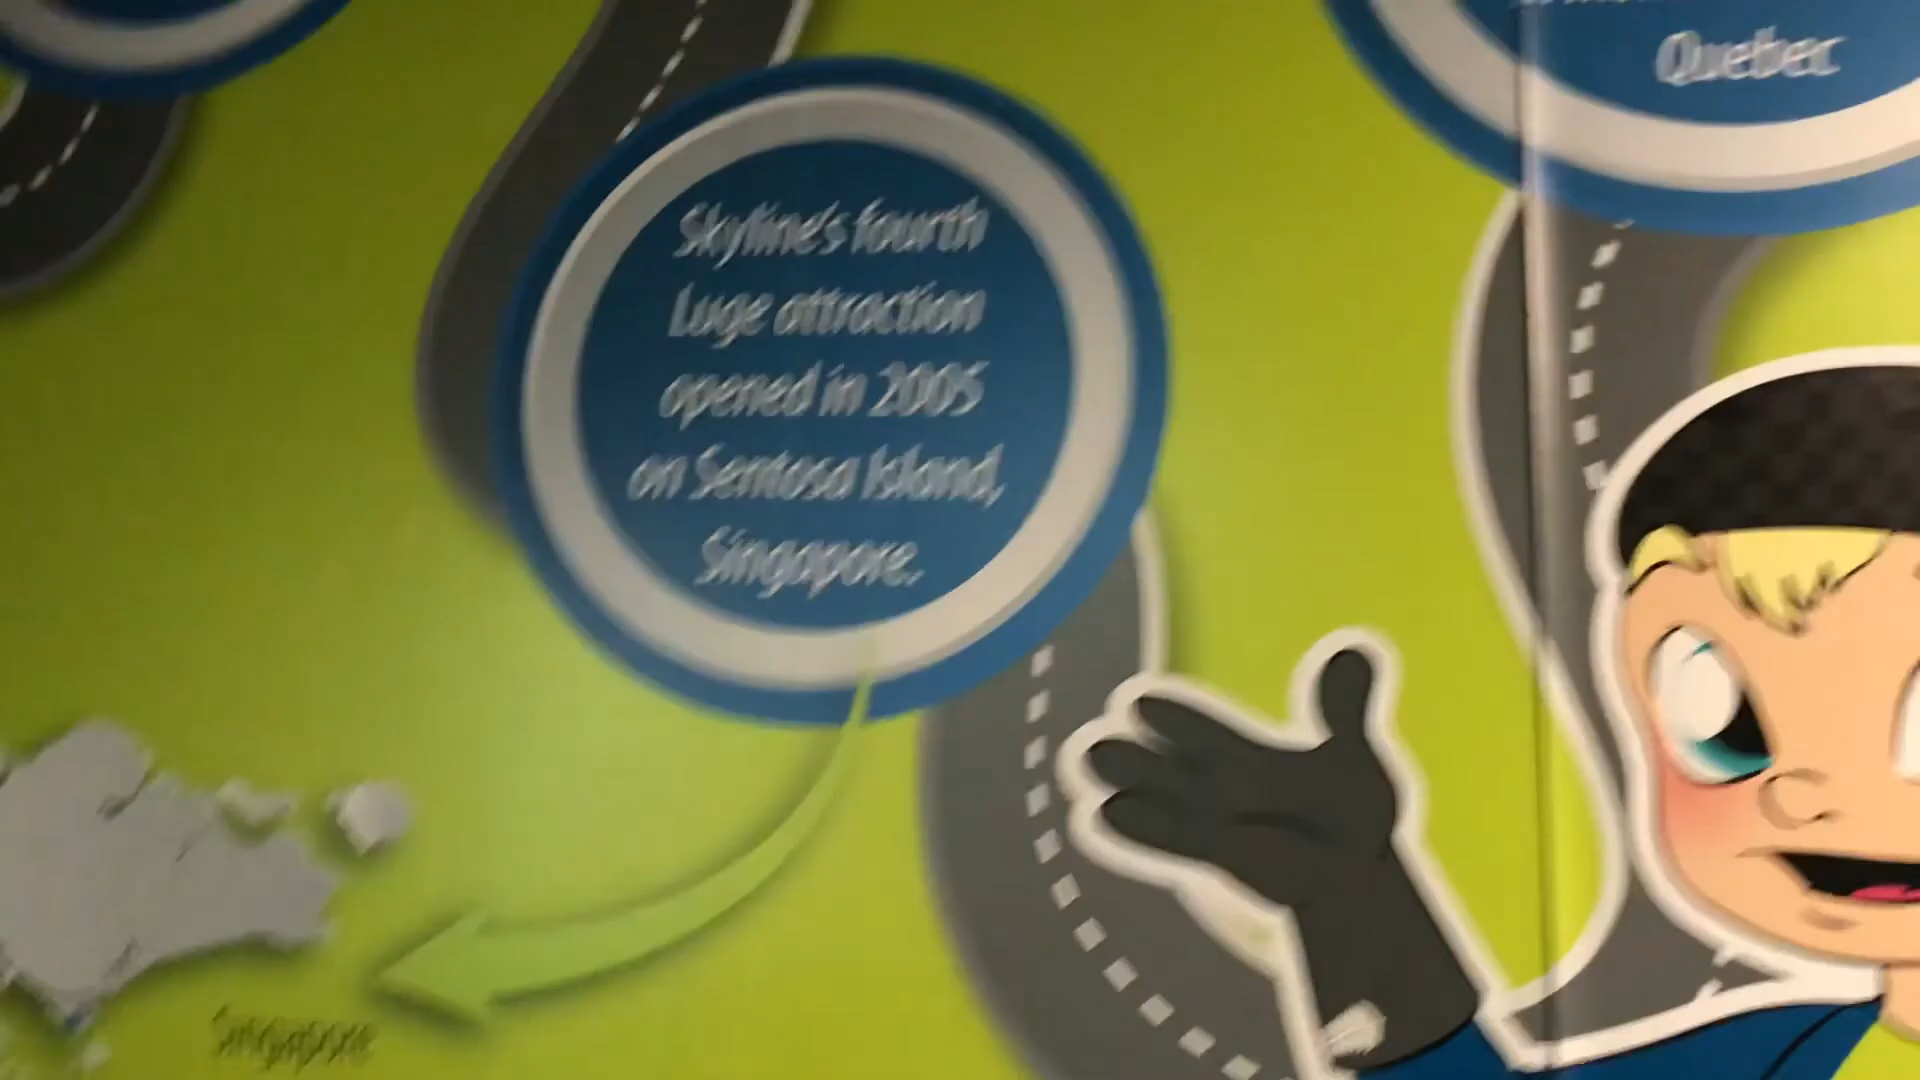 Quebec
Skyline's fourth
Luge attraction
opened in 2005
on Sentosa Island,
Singapore.
Singapore